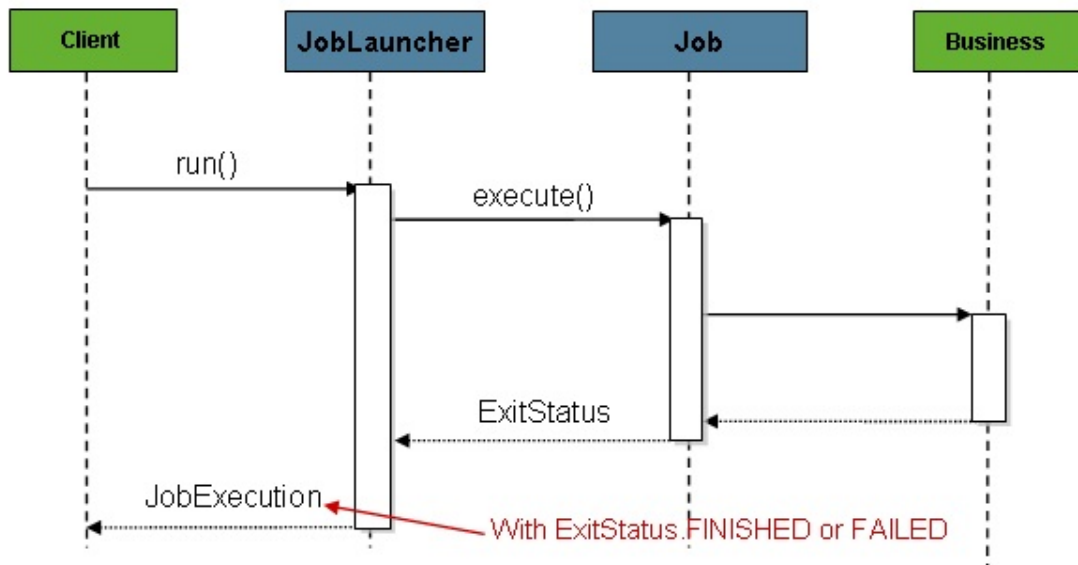 Client
JobLauncher
Job
Business
run()
execute()
ExitStatus
JobExecution
With ExitStatus.FINISHED or FAILED